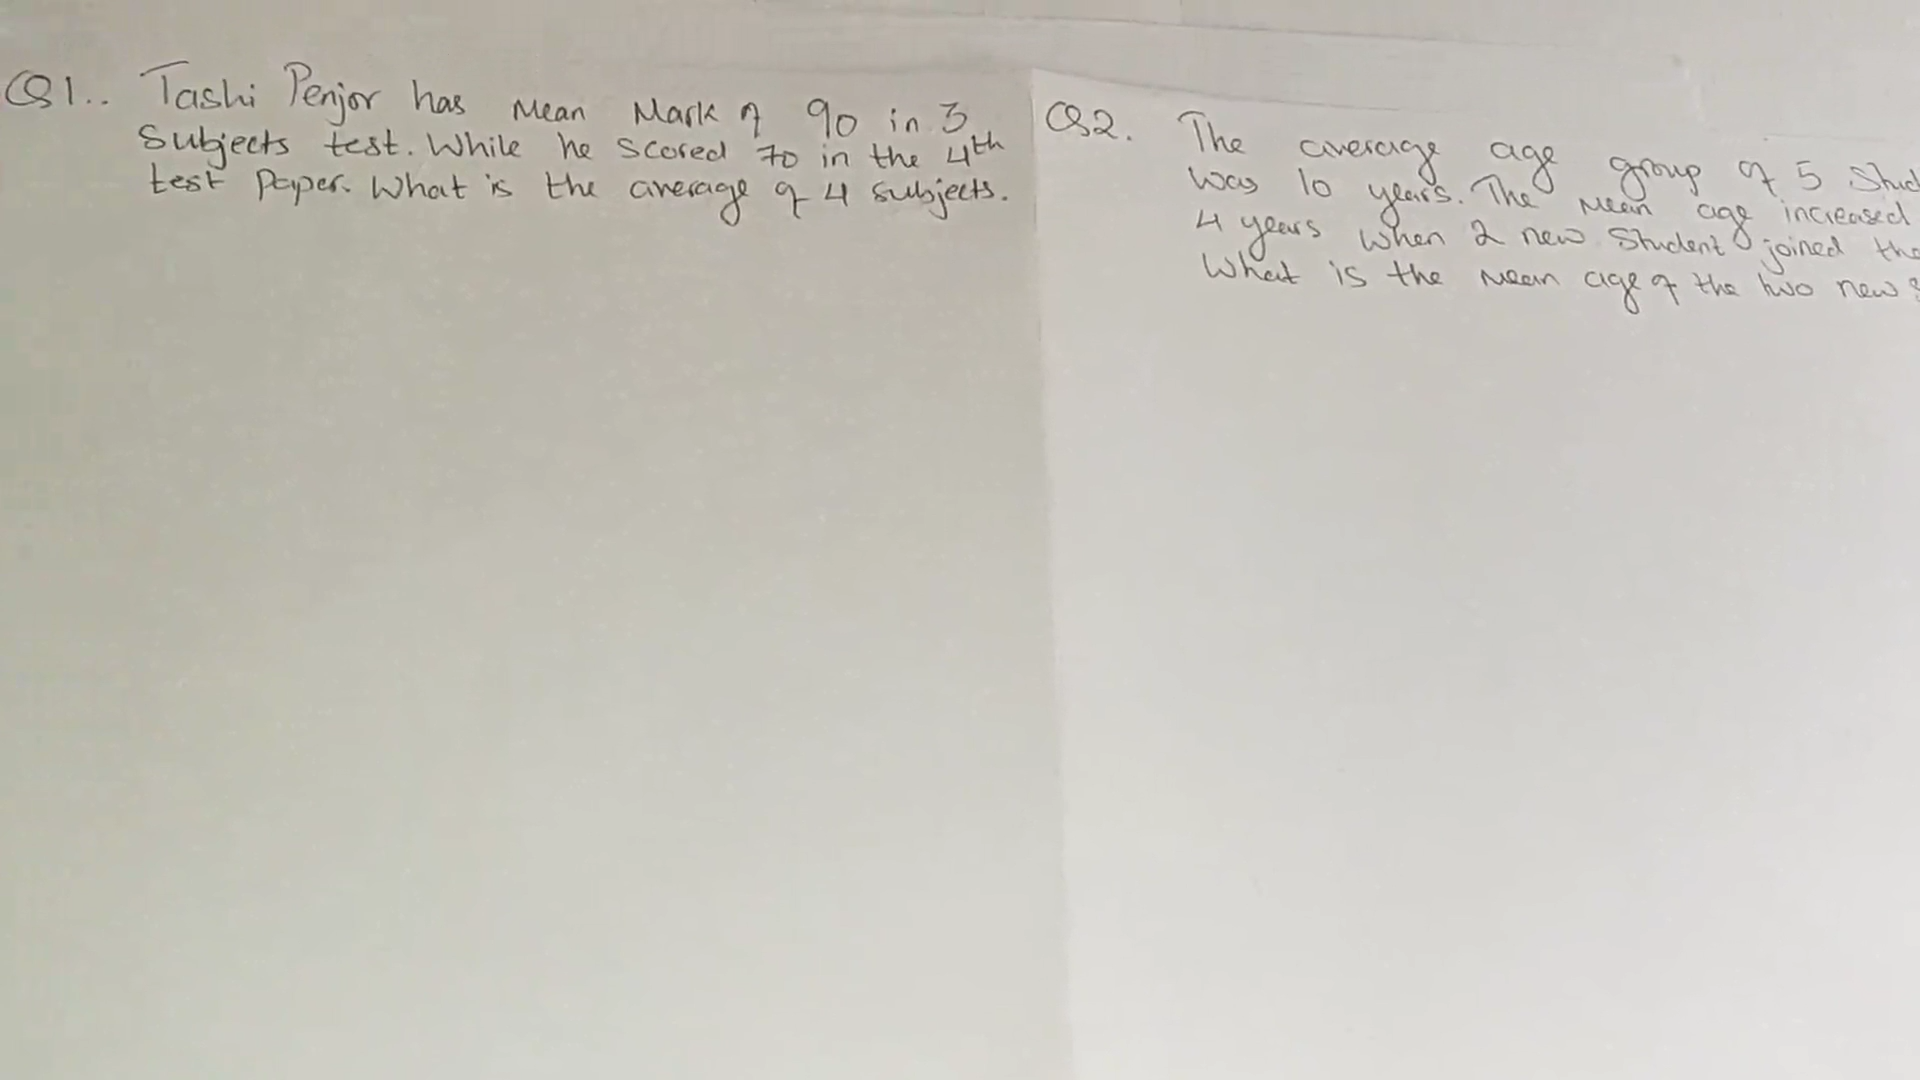 Q1.. Tashi Penjor has Mean Mark of 90 in 3
Subjects test. While he scored 70 in the 4th
test paper. What is the average of 4 subjects.
Q2. The average age group of 5
was 10 years. The Mean age increased
4 years when 2 new Student joined
What is the mean age of the two new